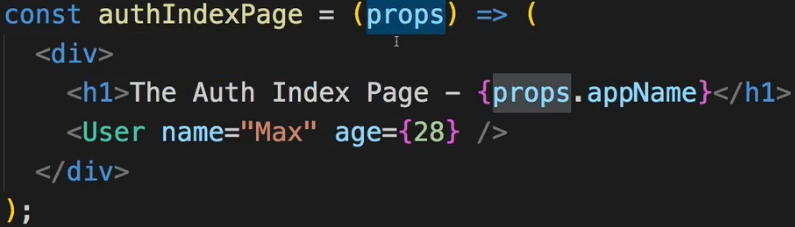 const authIndexPage = (props) => (
<div>
<h1>The Auth Index Page - {props.appName}</h1>
<User name="Max" age={28} />
</div>
);